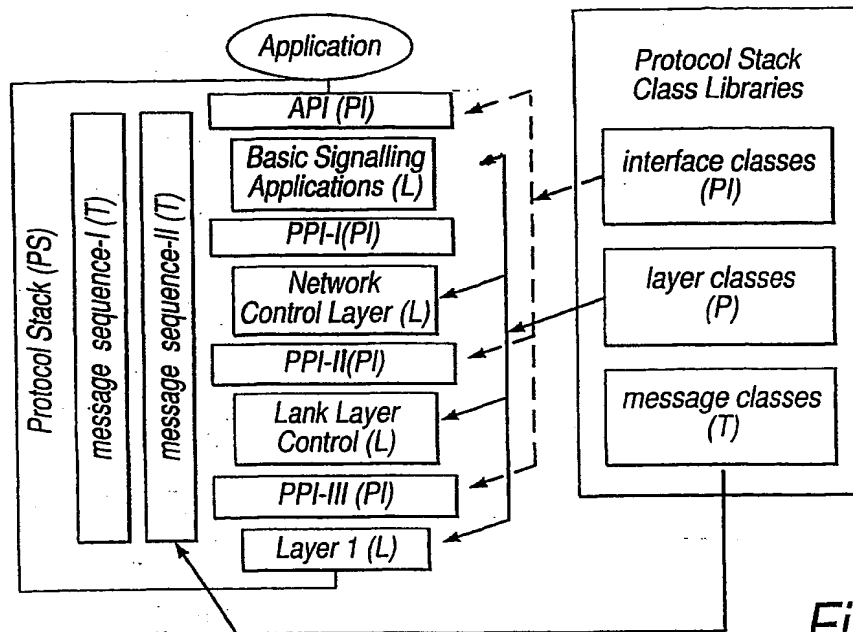 Application
Protocol Stack (PS)
message sequence-I (T)
message sequence-II (T)
API (PI)
Basic Signalling
Applications (L)
PPI-I(PI)
Network
Control Layer (L)
PPI-II(PI)
Lank Layer
Control (L)
PPI-III (PI)
Layer 1 (L)
Protocol Stack
Class Libraries
interface classes
(PI)
layer classes
(P)
message classes
(T)